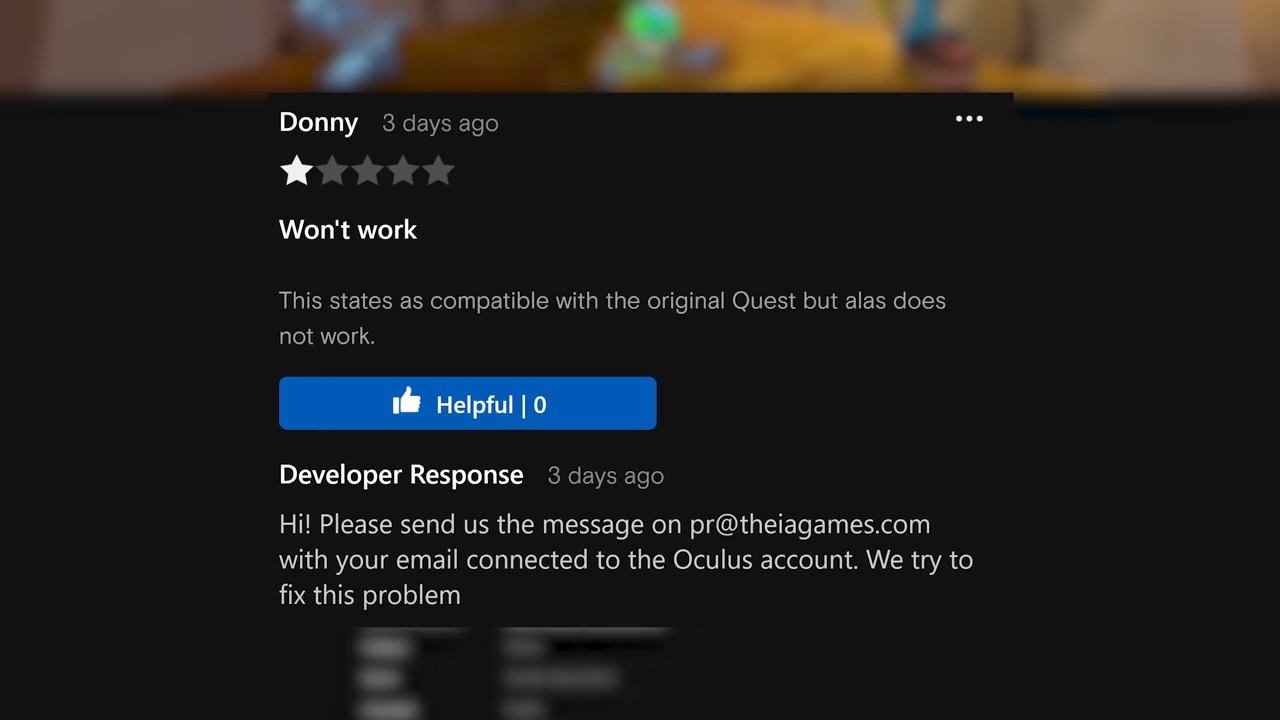 Donny 3 days ago
Won't work
This states as compatible with the original Quest but alas does
not work.
Helpful | 0
Developer Response 3 days ago
Hi! Please send us the message on pr@theiagames.com
with your email connected to the Oculus account. We try to
fix this problem